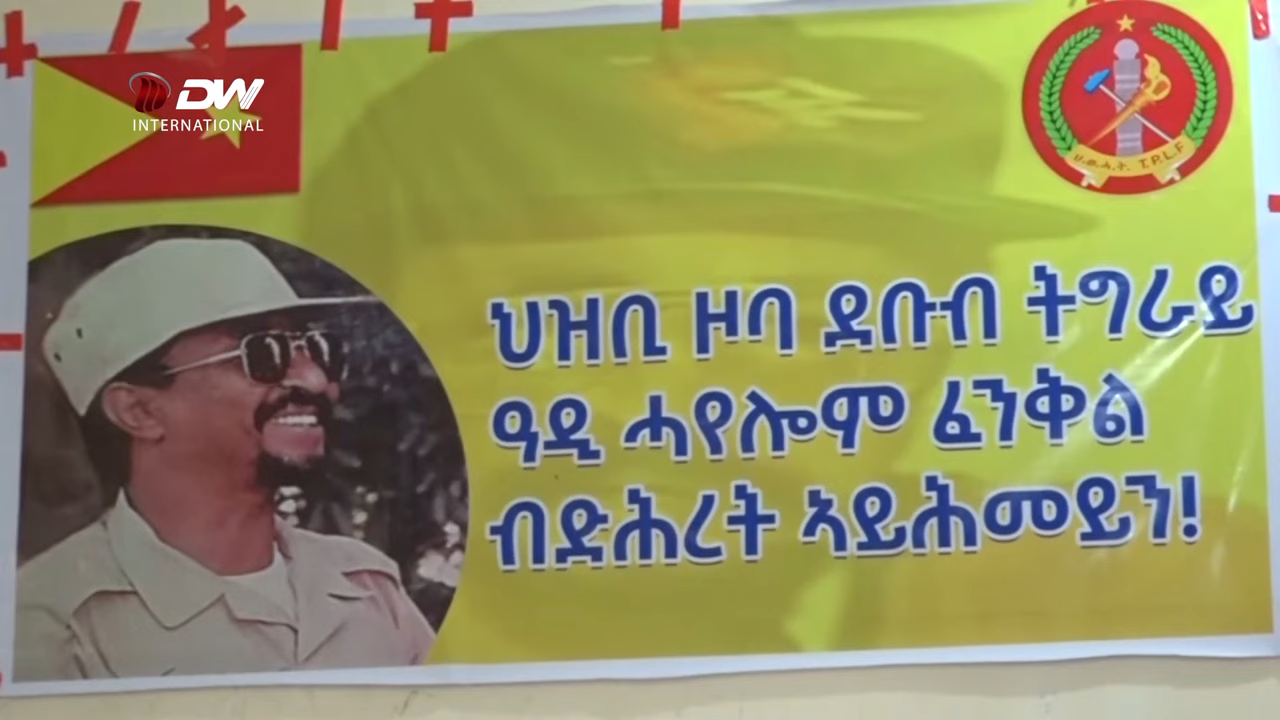 DW
INTERNATIONAL
ህ.ወ.ሓ.ት. T.P.L.F
ህዝቢ ዞባ ደቡብ ትግራይ
ዓዲ ሓየሎም ፈንቅል
ብድሕረት ኣይሕመይን!